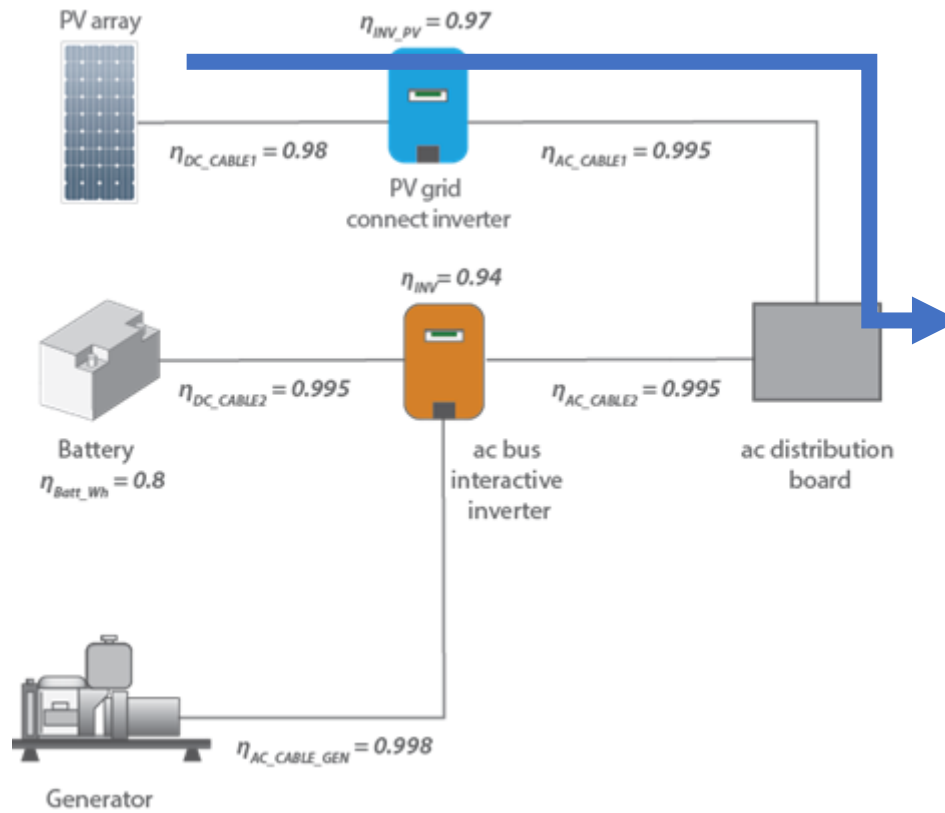 PV array
η_INV_PV = 0.97
η_DC_CABLE1 = 0.98
η_AC_CABLE1 = 0.995
PV grid
connect inverter
η_INV = 0.94
η_DC_CABLE2 = 0.995
η_AC_CABLE2 = 0.995
Battery
η_Batt_Wh = 0.8
ac bus
interactive
inverter
ac distribution
board
η_AC_CABLE_GEN = 0.998
Generator